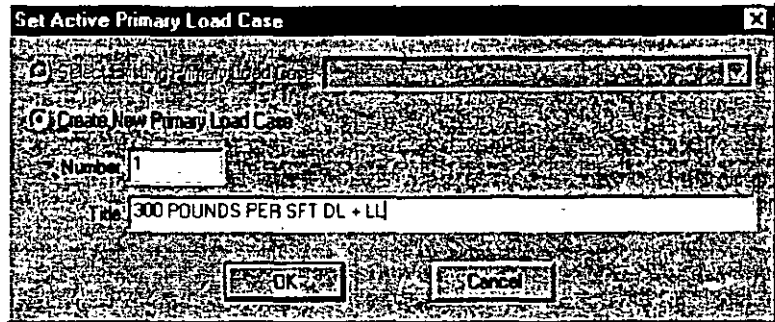 Set Active Primary Load Case
Select Existing Primary Load Case
Create New Primary Load Case
Number 1
Title 300 POUNDS PER SFT DL + LL
OK
Cancel